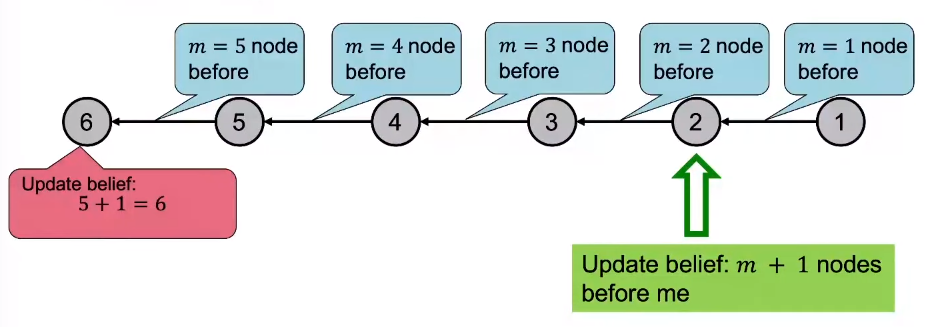 m = 5 node
before
m = 4 node
before
m = 3 node
before
m = 2 node
before
m = 1 node
before
6
5
4
3
2
1
Update belief:
5 + 1 = 6
Update belief: m + 1 nodes
before me